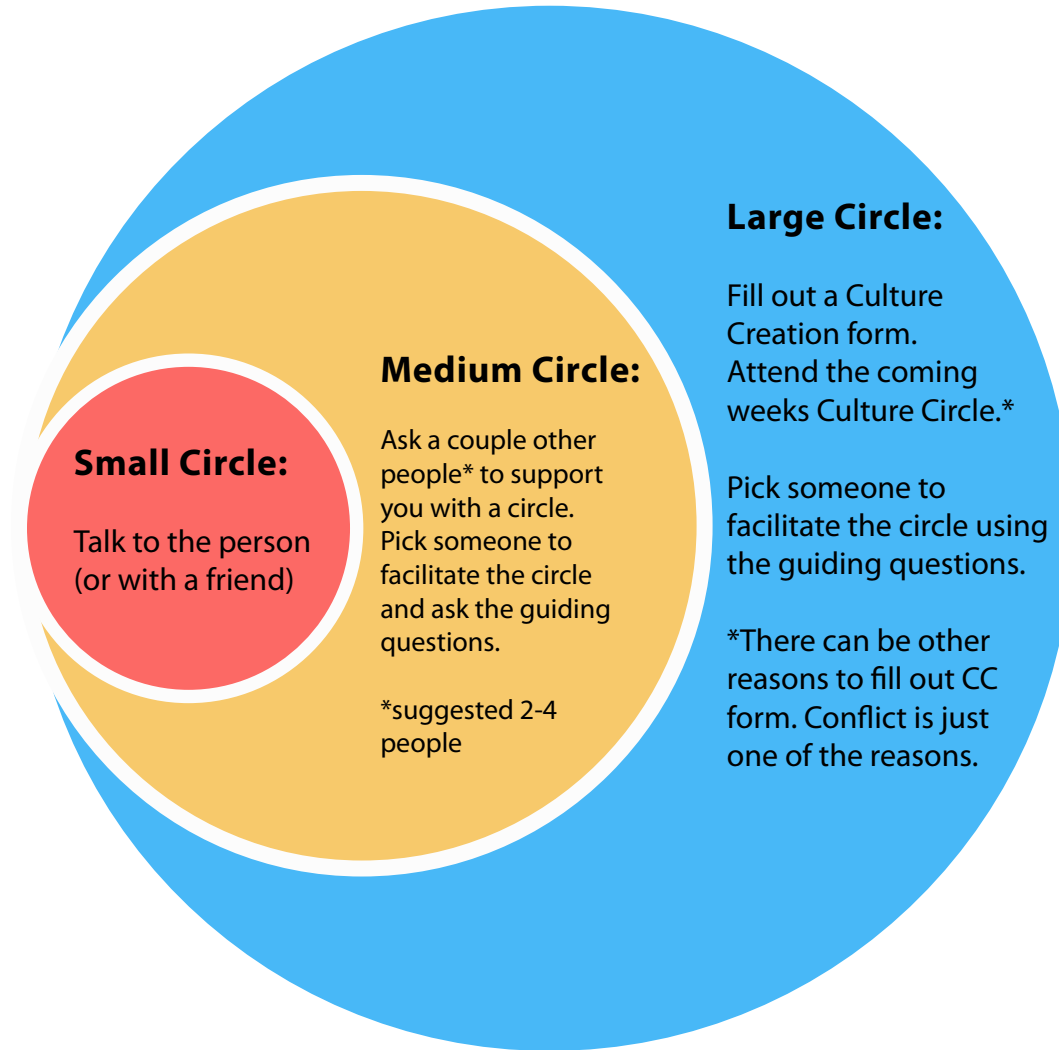 Small Circle:
Talk to the person
(or with a friend)
Medium Circle:
Ask a couple other
people* to support
you with a circle.
Pick someone to
facilitate the circle
and ask the guiding
questions.
*suggested 2-4
people
Large Circle:
Fill out a Culture
Creation form.
Attend the coming
weeks Culture Circle.*
Pick someone to
facilitate the circle using
the guiding questions.
*There can be other
reasons to fill out CC
form. Conflict is just
one of the reasons.